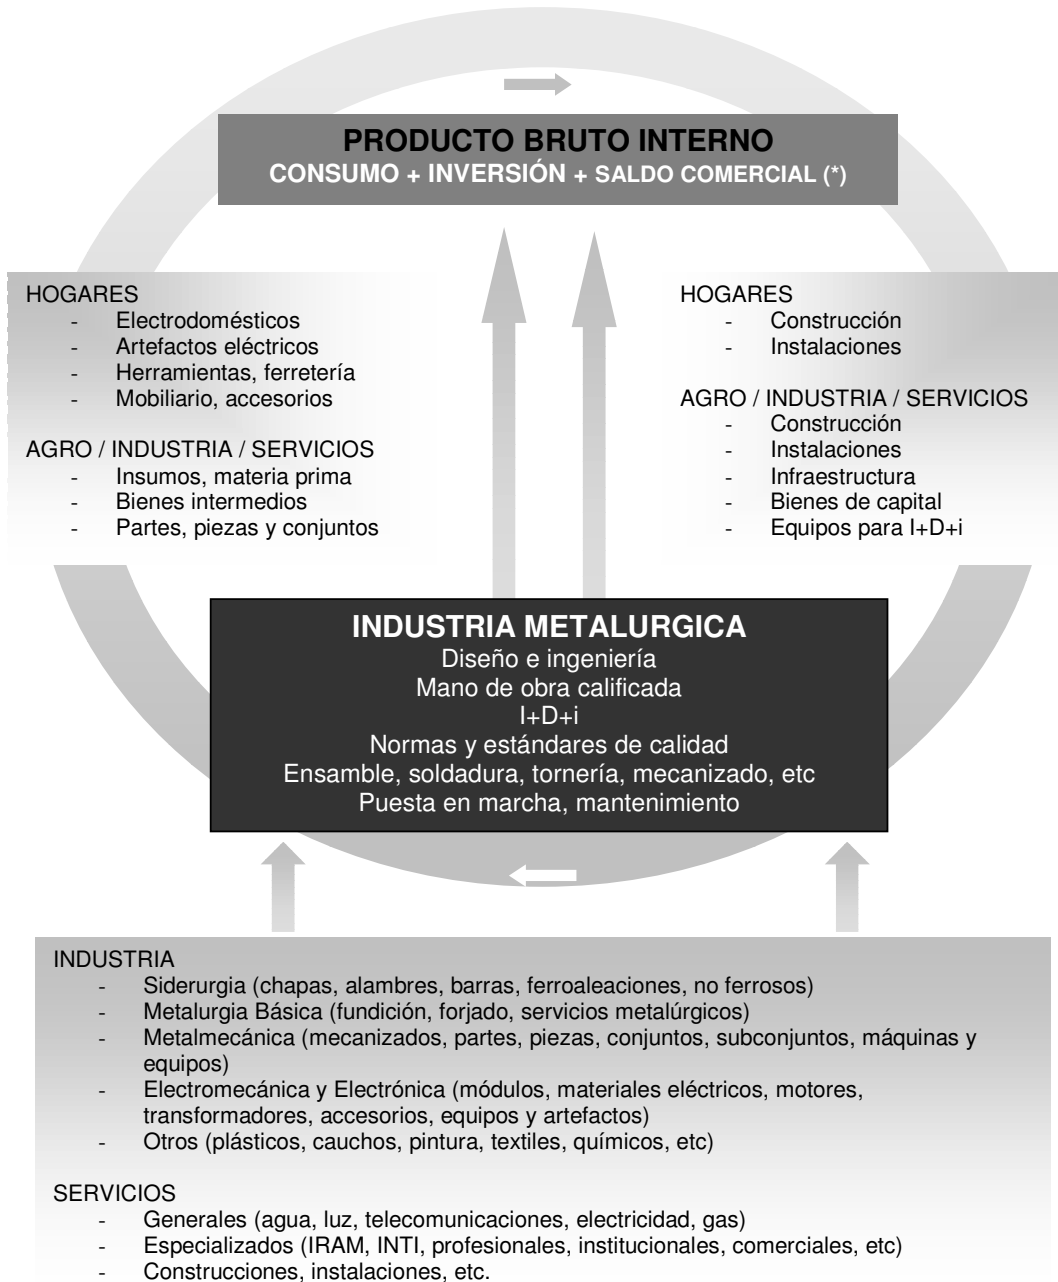 PRODUCTO BRUTO INTERNO
CONSUMO + INVERSIÓN + SALDO COMERCIAL (*)
HOGARES
- Electrodomésticos
- Artefactos eléctricos
- Herramientas, ferretería
- Mobiliario, accesorios
AGRO / INDUSTRIA / SERVICIOS
- Insumos, materia prima
- Bienes intermedios
- Partes, piezas y conjuntos
HOGARES
- Construcción
- Instalaciones
AGRO / INDUSTRIA / SERVICIOS
- Construcción
- Instalaciones
- Infraestructura
- Bienes de capital
- Equipos para I+D+i
INDUSTRIA METALURGICA
Diseño e ingeniería
Mano de obra calificada
I+D+i
Normas y estándares de calidad
Ensamble, soldadura, tornería, mecanizado, etc
Puesta en marcha, mantenimiento
INDUSTRIA
- Siderurgia (chapas, alambres, barras, ferroaleaciones, no ferrosos)
- Metalurgia Básica (fundición, forjado, servicios metalúrgicos)
- Metalmecánica (mecanizados, partes, piezas, conjuntos, subconjuntos, máquinas y
equipos)
- Electromecánica y Electrónica (módulos, materiales eléctricos, motores,
transformadores, accesorios, equipos y artefactos)
- Otros (plásticos, cauchos, pintura, textiles, químicos, etc)
SERVICIOS
- Generales (agua, luz, telecomunicaciones, electricidad, gas)
- Especializados (IRAM, INTI, profesionales, institucionales, comerciales, etc)
- Construcciones, instalaciones, etc.